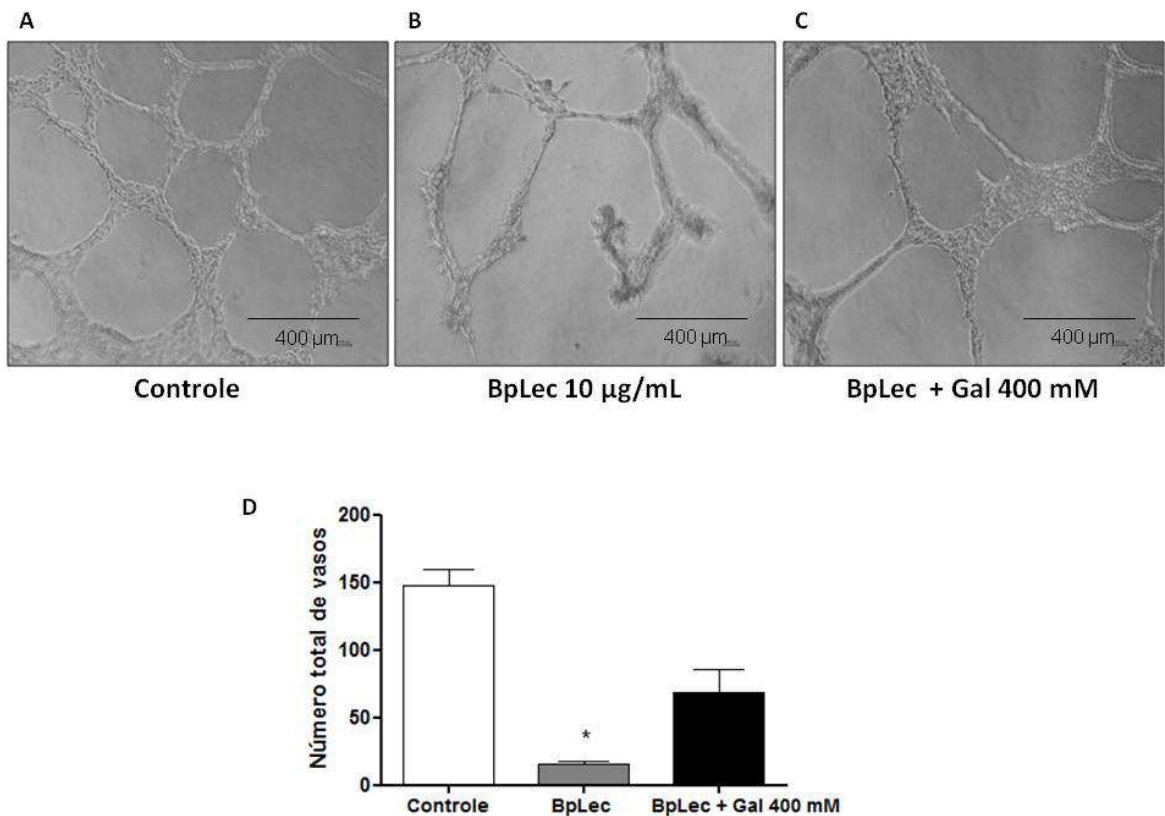 A
B
C
400 µm
400 µm
400 µm
Controle
BpLec 10 µg/mL
BpLec + Gal 400 mM
D
Número total de vasos
200
150
100
50
0
*
Controle
BpLec
BpLec + Gal 400 mM